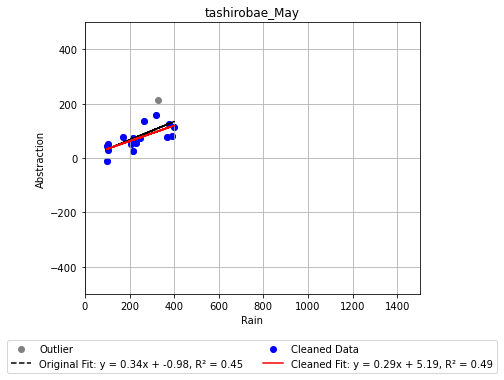 tashirobae_May
400
200
0
−200
−400
Abstraction
0 200 400 600 800 1000 1200 1400
Rain
Outlier Cleaned Data
Original Fit: y = 0.34x + -0.98, R² = 0.45 Cleaned Fit: y = 0.29x + 5.19, R² = 0.49